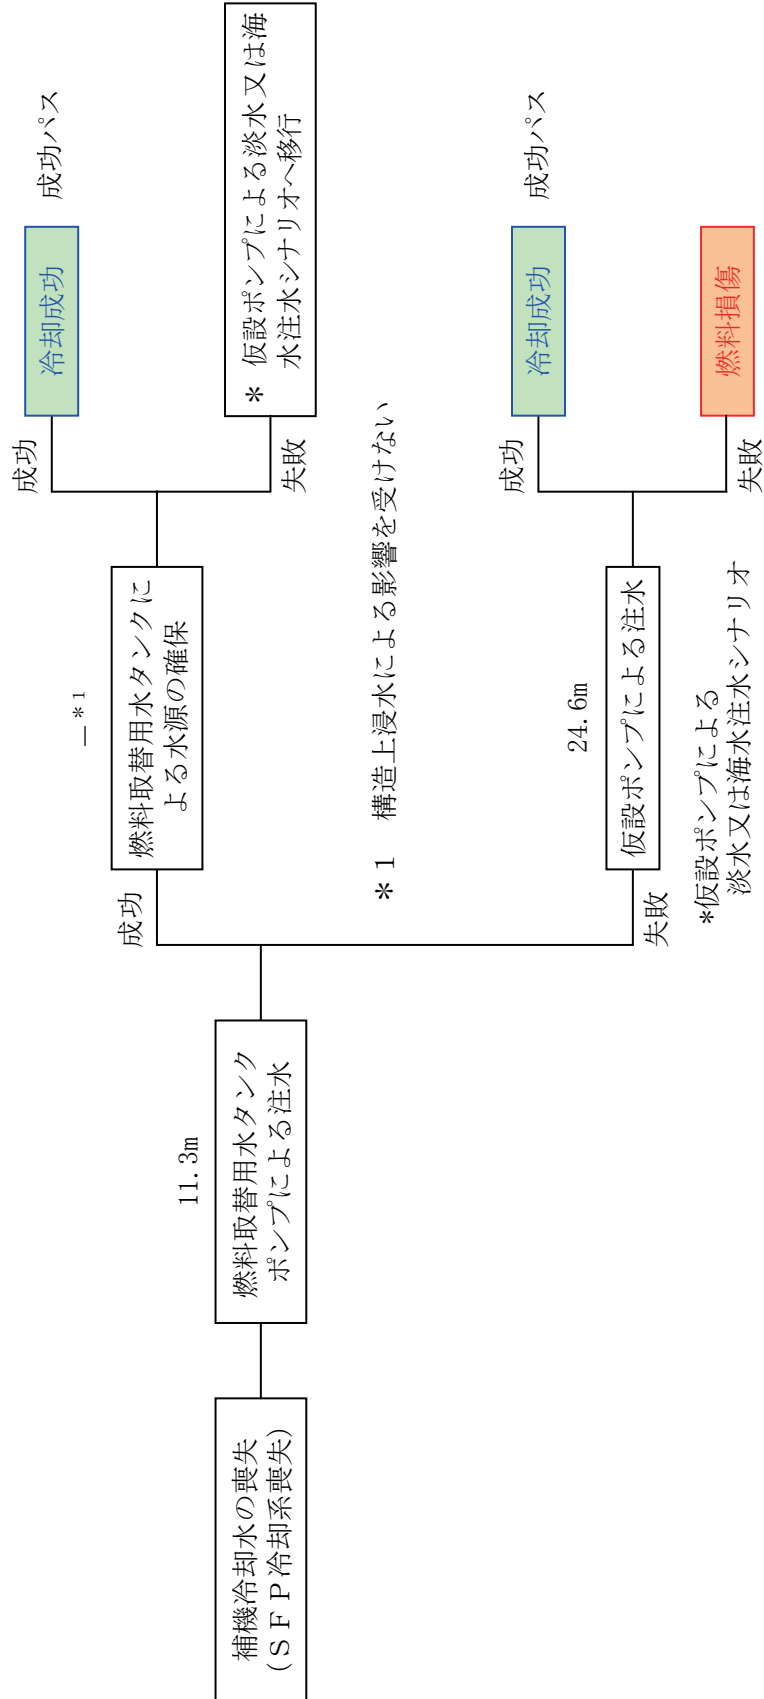 補機冷却水の喪失
(ＳＦＰ冷却系喪失)
11.3m
燃料取替用水タンク
ポンプによる注水
成功
－*1
燃料取替用水タンクに
よる水源の確保
成功
冷却成功
成功パス
失敗
* 仮設ポンプによる淡水又は海
水注水シナリオへ移行
*１ 構造上浸水による影響を受けない
失敗
24.6m
仮設ポンプによる注水
成功
冷却成功
成功パス
失敗
燃料損傷
*仮設ポンプによる
淡水又は海水注水シナリオ